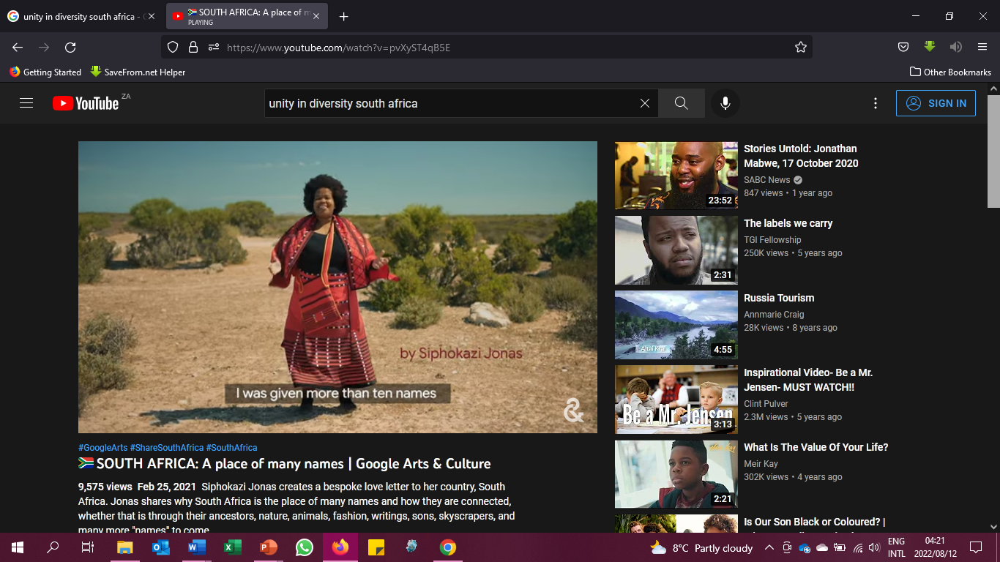 unity in diversity south africa -
SOUTH AFRICA: A place of m
PLAYING
https://www.youtube.com/watch?v=pvXyST4qB5E
Getting Started
SaveFrom.net Helper
Other Bookmarks
YouTube ZA
unity in diversity south africa
SIGN IN
by Siphokazi Jonas
I was given more than ten names
&
#GoogleArts #ShareSouthAfrica #SouthAfrica
SOUTH AFRICA: A place of many names | Google Arts & Culture
9,575 views Feb 25, 2021 Siphokazi Jonas creates a bespoke love letter to her country, South
Africa. Jonas shares why South Africa is the place of many names and how they are connected,
whether that is through their ancestors, nature, animals, fashion, writings, sons, skyscrapers, and
many more "names" to come
23:52
Stories Untold: Jonathan
Mabwe, 17 October 2020
SABC News
847 views • 1 year ago
2:31
The labels we carry
TGI Fellowship
250K views • 5 years ago
Altai Krai
4:55
Russia Tourism
Annmarie Craig
28K views • 8 years ago
Be a Mr. Jensen
3:13
Inspirational Video- Be a Mr.
Jensen- MUST WATCH!!
Clint Pulver
2.3M views • 5 years ago
2:21
What Is The Value Of Your Life?
Meir Kay
302K views • 4 years ago
Is Our Son Black or Coloured? |
8°C Partly cloudy
ENG
INTL
04:21
2022/08/12